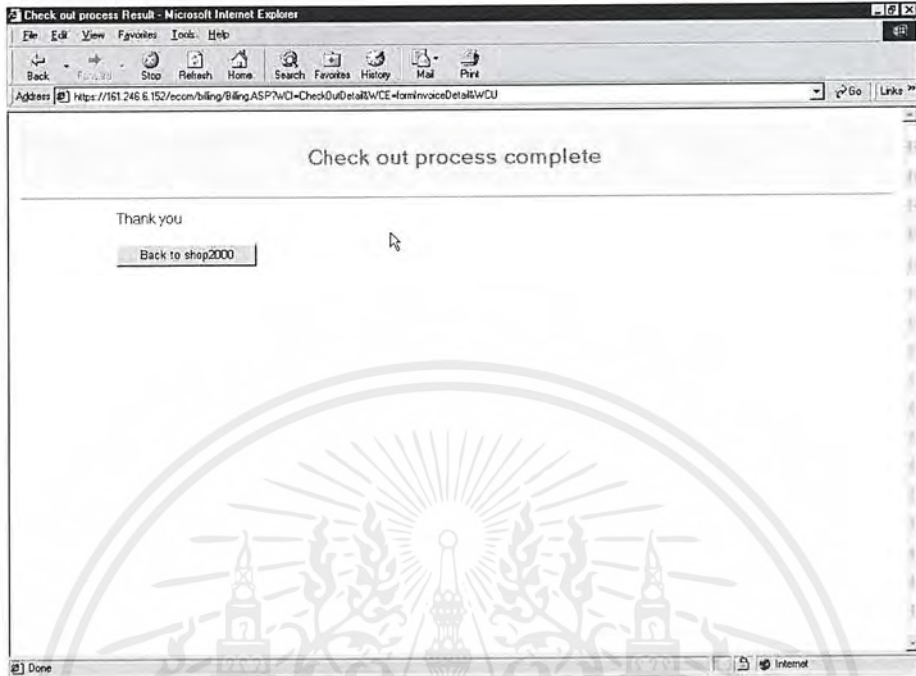 Check out process Result - Microsoft Internet Explorer
File Edit View Favorites Tools Help
Back Forward Stop Refresh Home Search Favorites History Mail Print
Address https://161.246.6.152/ecom/billing/Billing.ASP?WCI=CheckOutDetail&WCE=formInvoiceDetail&WCU Go Links »
Check out process complete
Thank you
Back to shop2000
Done Internet